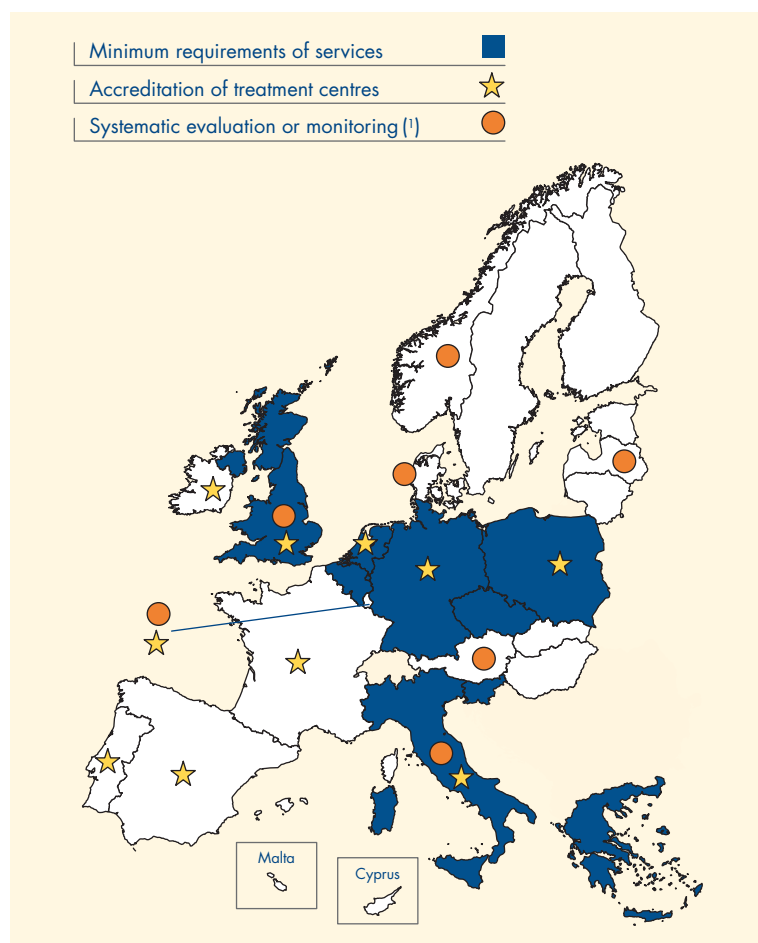 Minimum requirements of services
Accreditation of treatment centres
Systematic evaluation or monitoring (¹)
Malta
Cyprus